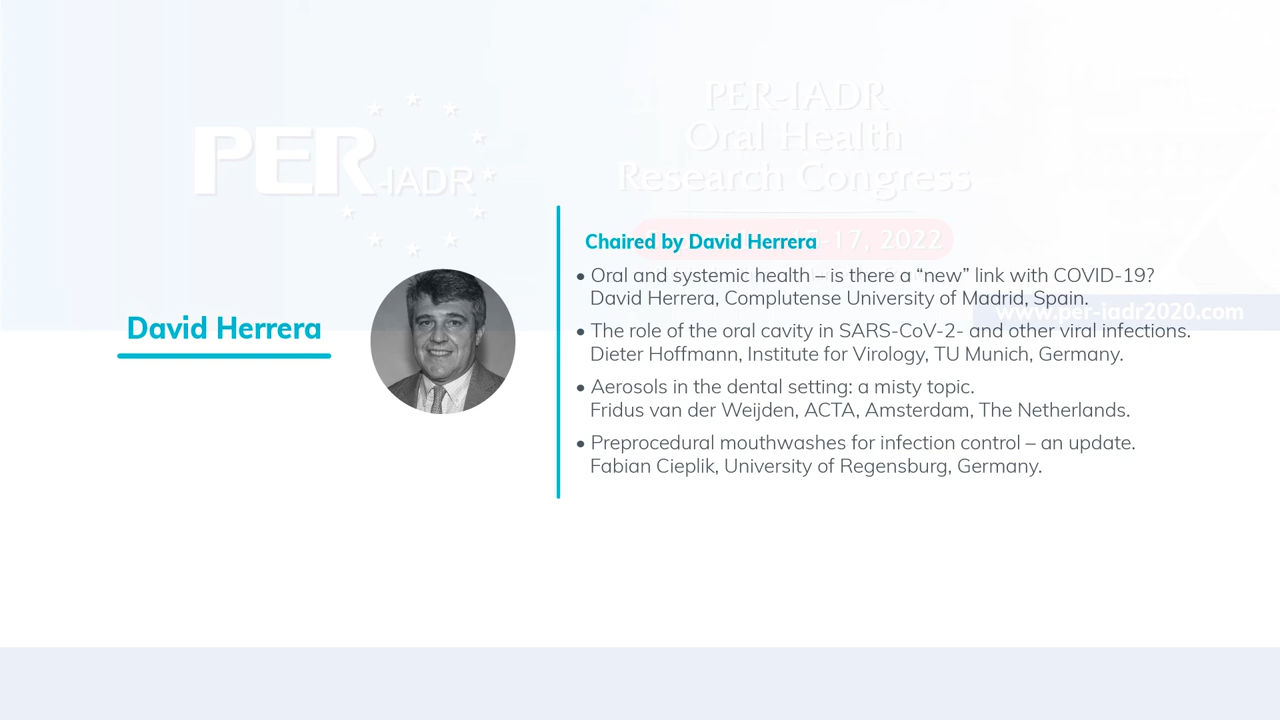 PER-IADR
PER-IADR
Oral Health
Research Congress
15-17, 2022
www.per-iadr2020.com
David Herrera
Chaired by David Herrera
• Oral and systemic health – is there a “new” link with COVID-19?
David Herrera, Complutense University of Madrid, Spain.
• The role of the oral cavity in SARS-CoV-2- and other viral infections.
Dieter Hoffmann, Institute for Virology, TU Munich, Germany.
• Aerosols in the dental setting: a misty topic.
Fridus van der Weijden, ACTA, Amsterdam, The Netherlands.
• Preprocedural mouthwashes for infection control – an update.
Fabian Cieplik, University of Regensburg, Germany.